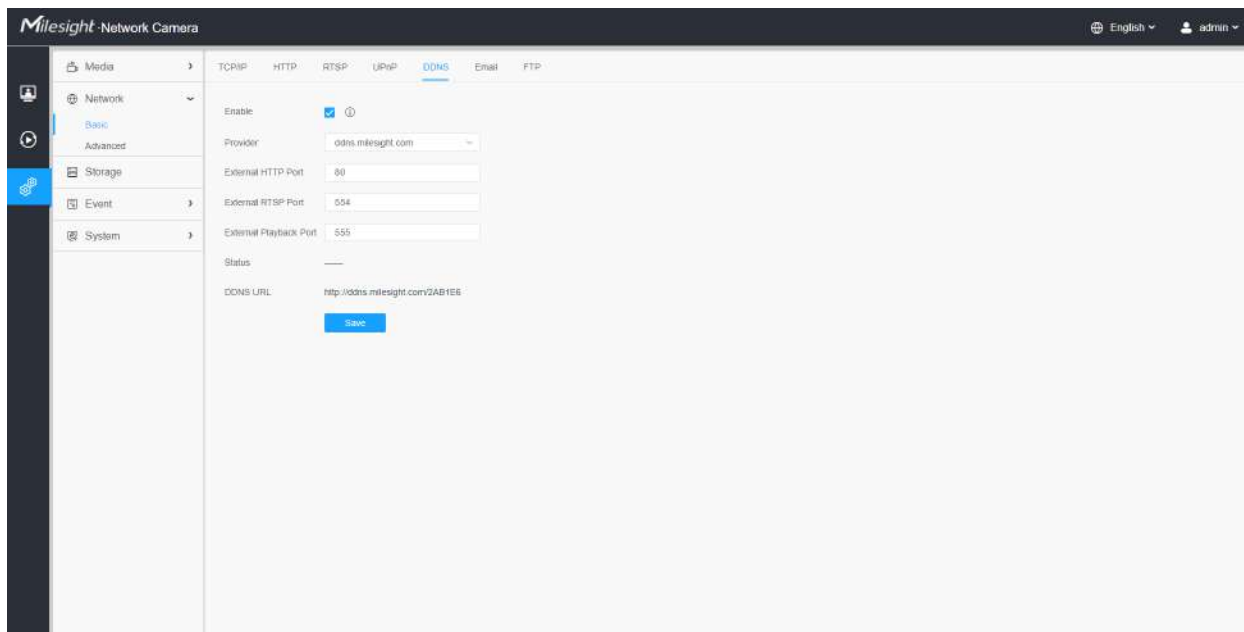 Milesight - Network Camera
English
admin
Media
Network
Basic
Advanced
Storage
Event
System
TCP/IP HTTP RTSP UPnP DDNS Email FTP
Enable
Provider ddns.milesight.com
External HTTP Port 80
External RTSP Port 554
External Playback Port 555
Status ——
DDNS URL http://ddns.milesight.com/2AB1E6
Save